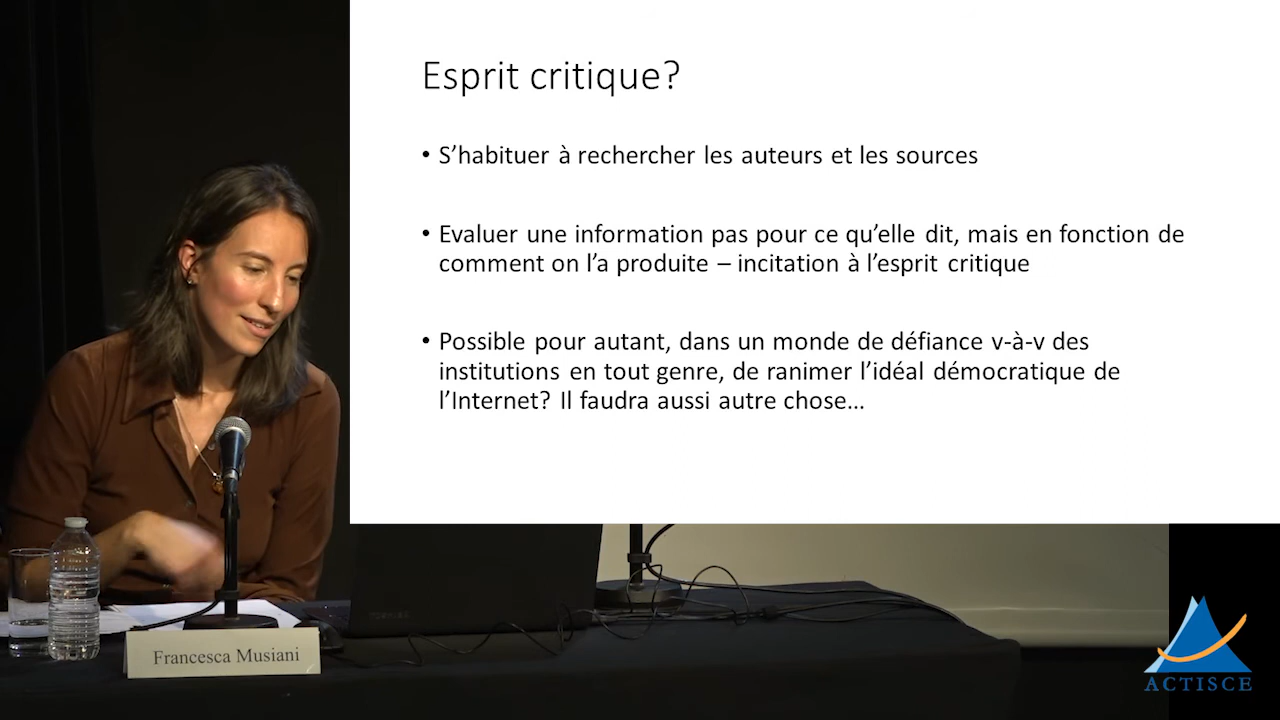 Esprit critique?
• S’habituer à rechercher les auteurs et les sources
• Evaluer une information pas pour ce qu’elle dit, mais en fonction de
comment on l’a produite – incitation à l’esprit critique
• Possible pour autant, dans un monde de défiance v-à-v des
institutions en tout genre, de ranimer l’idéal démocratique de
l’Internet? Il faudra aussi autre chose…
TOSHIBA
Francesca Musiani
ACTISCE